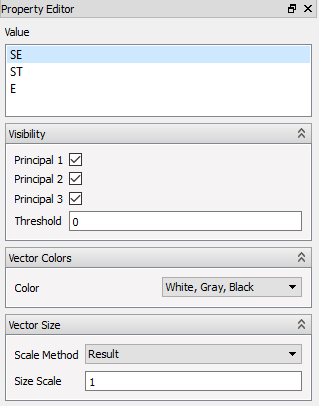 Property Editor
Value
SE
ST
E
Visibility
Principal 1
Principal 2
Principal 3
Threshold 0
Vector Colors
Color White, Gray, Black
Vector Size
Scale Method Result
Size Scale 1